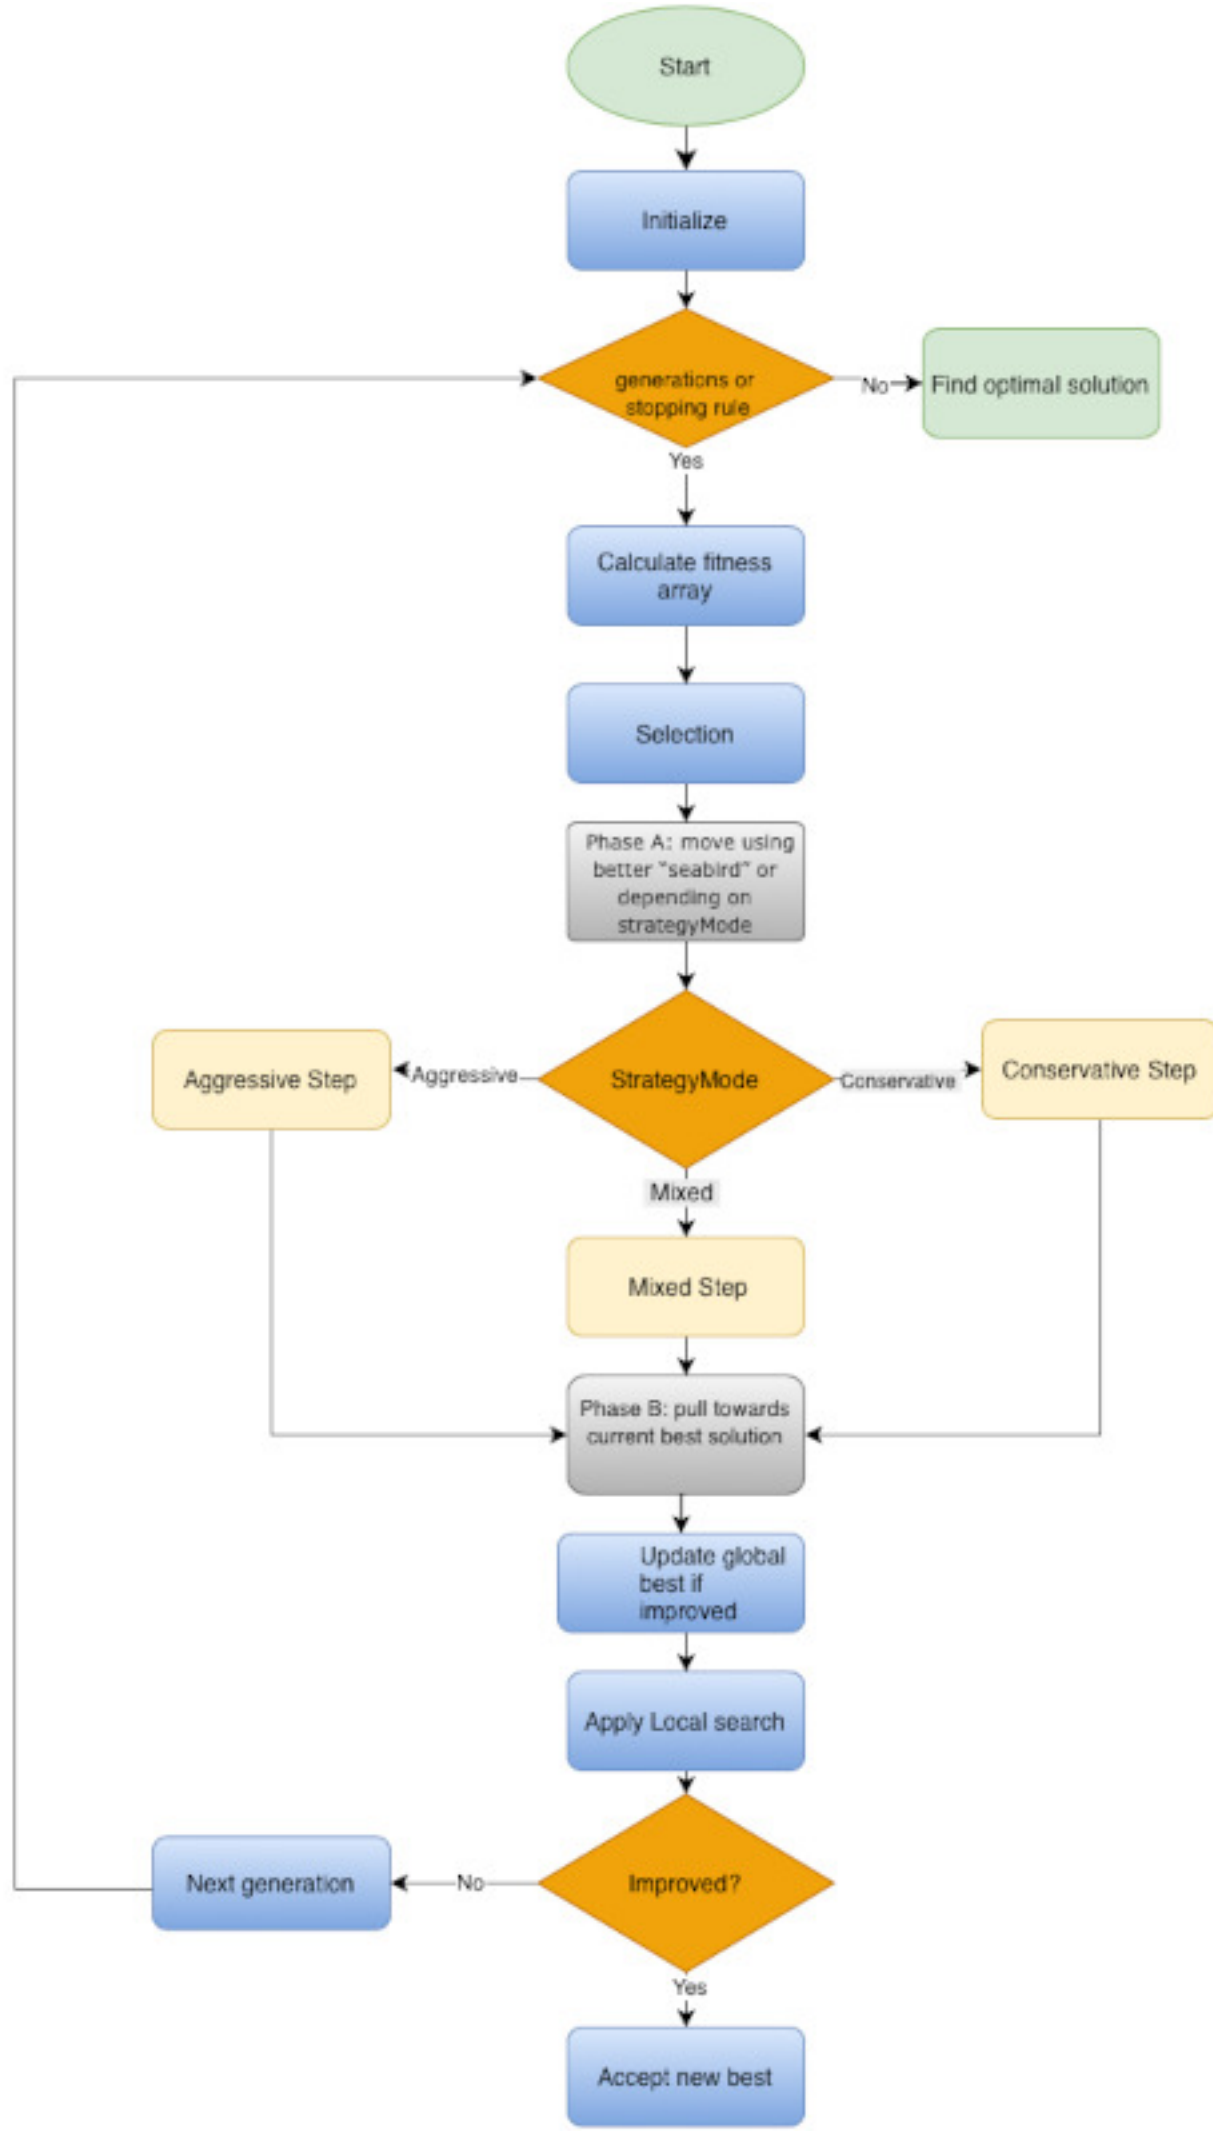 Start
Initialize
generations or
stopping rule
No
Find optimal solution
Yes
Calculate fitness
array
Selection
Phase A: move using
better “seabird” or
depending on
strategyMode
Aggressive Step
Aggressive
StrategyMode
Conservative
Conservative Step
Mixed
Mixed Step
Phase B: pull towards
current best solution
Update global
best if
improved
Apply Local search
Next generation
No
Improved?
Yes
Accept new best